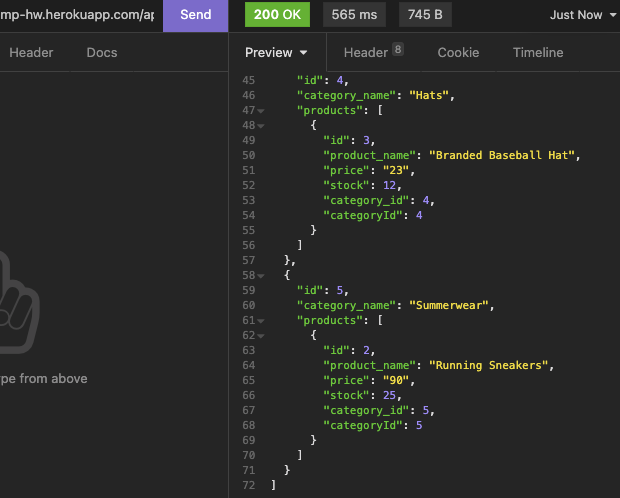 mp-hw.herokuapp.com/ap Send 200 OK 565 ms 745 B Just Now
Header Docs Preview Header 8 Cookie Timeline
45 "id": 4,
46 "category_name": "Hats",
47 "products": [
48 {
49 "id": 3,
50 "product_name": "Branded Baseball Hat",
51 "price": "23",
52 "stock": 12,
53 "category_id": 4,
54 "categoryId": 4
55 }
56 ]
57 },
58 {
59 "id": 5,
60 "category_name": "Summerwear",
61 "products": [
62 {
63 "id": 2,
64 "product_name": "Running Sneakers",
65 "price": "90",
66 "stock": 25,
67 "category_id": 5,
68 "categoryId": 5
69 }
70 ]
71 }
72 ]
ype from above